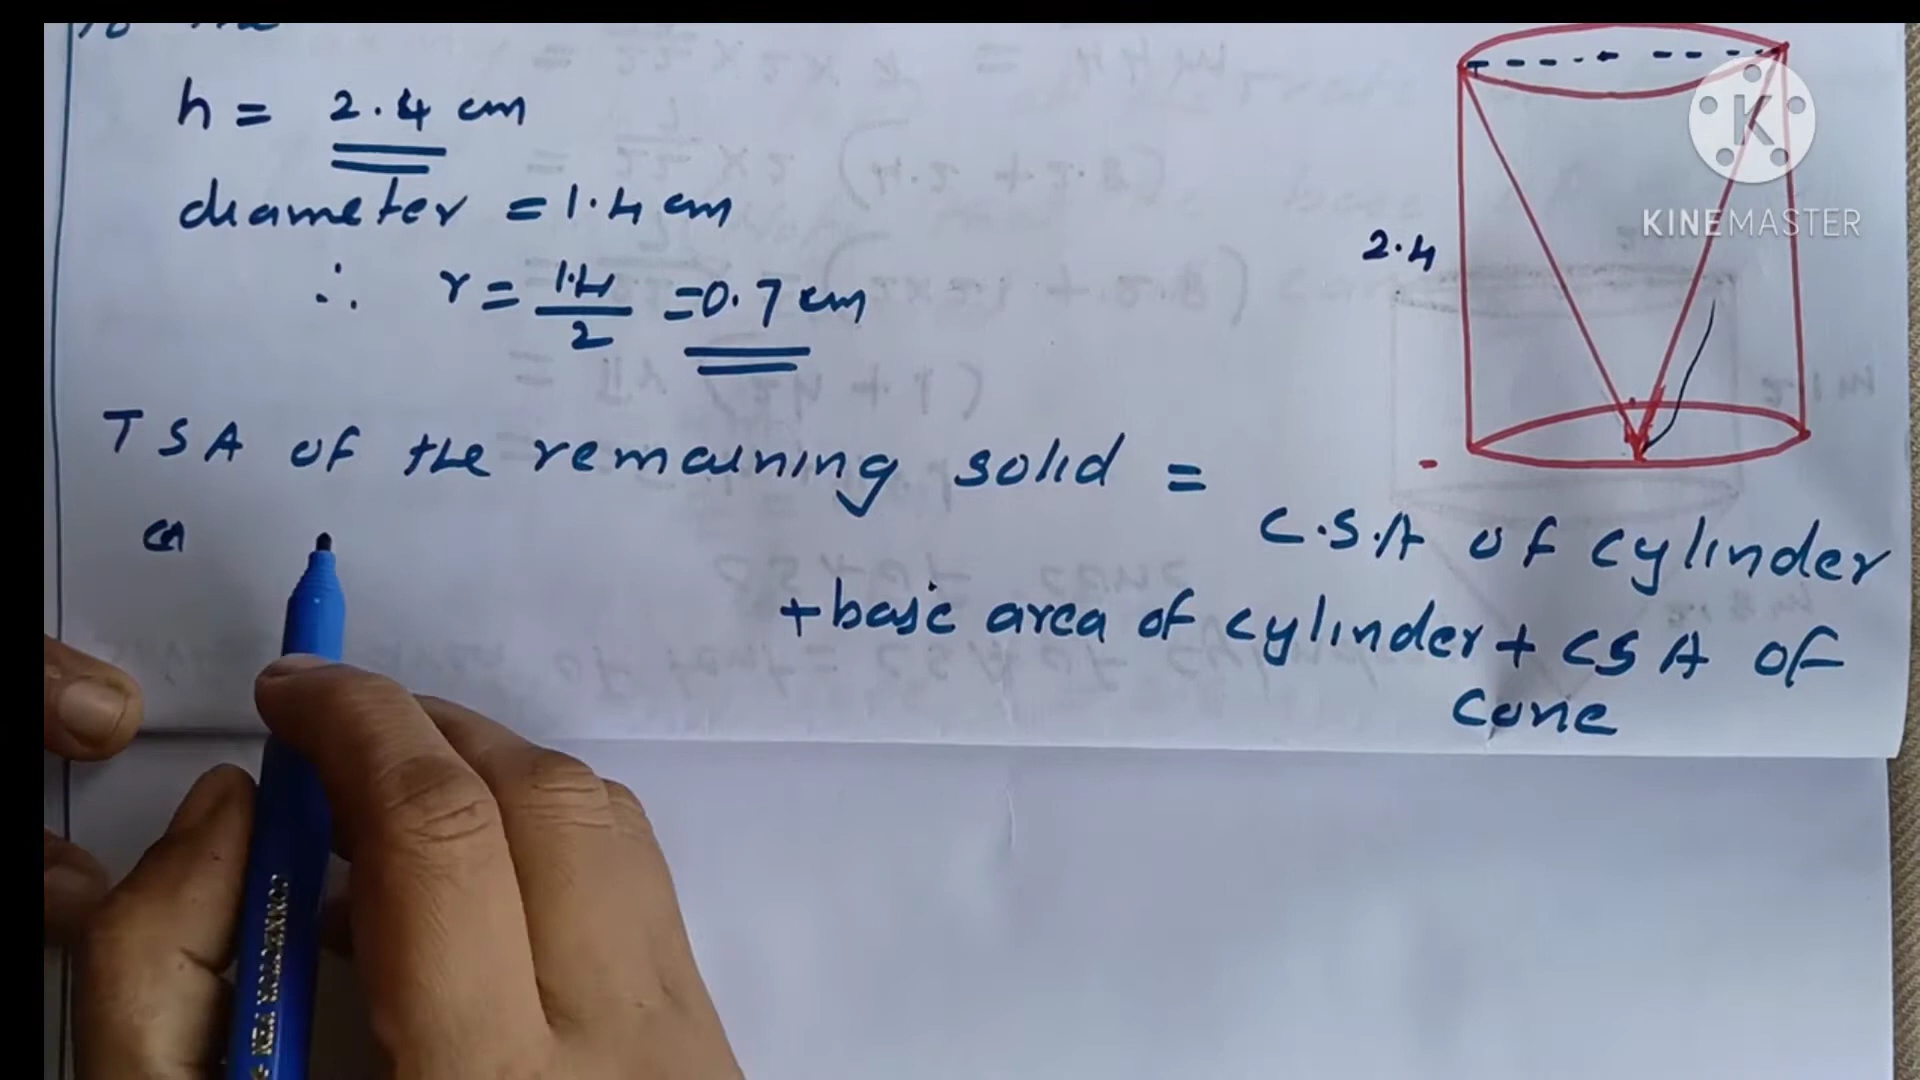 h = 2.4 cm
diameter = 1.4 cm
∴ r = 1.4/2 = 0.7 cm
2.4
KINEMASTER
K
TSA of the remaining solid =
C.S.A of cylinder
+ base area of cylinder + CSA of
cone